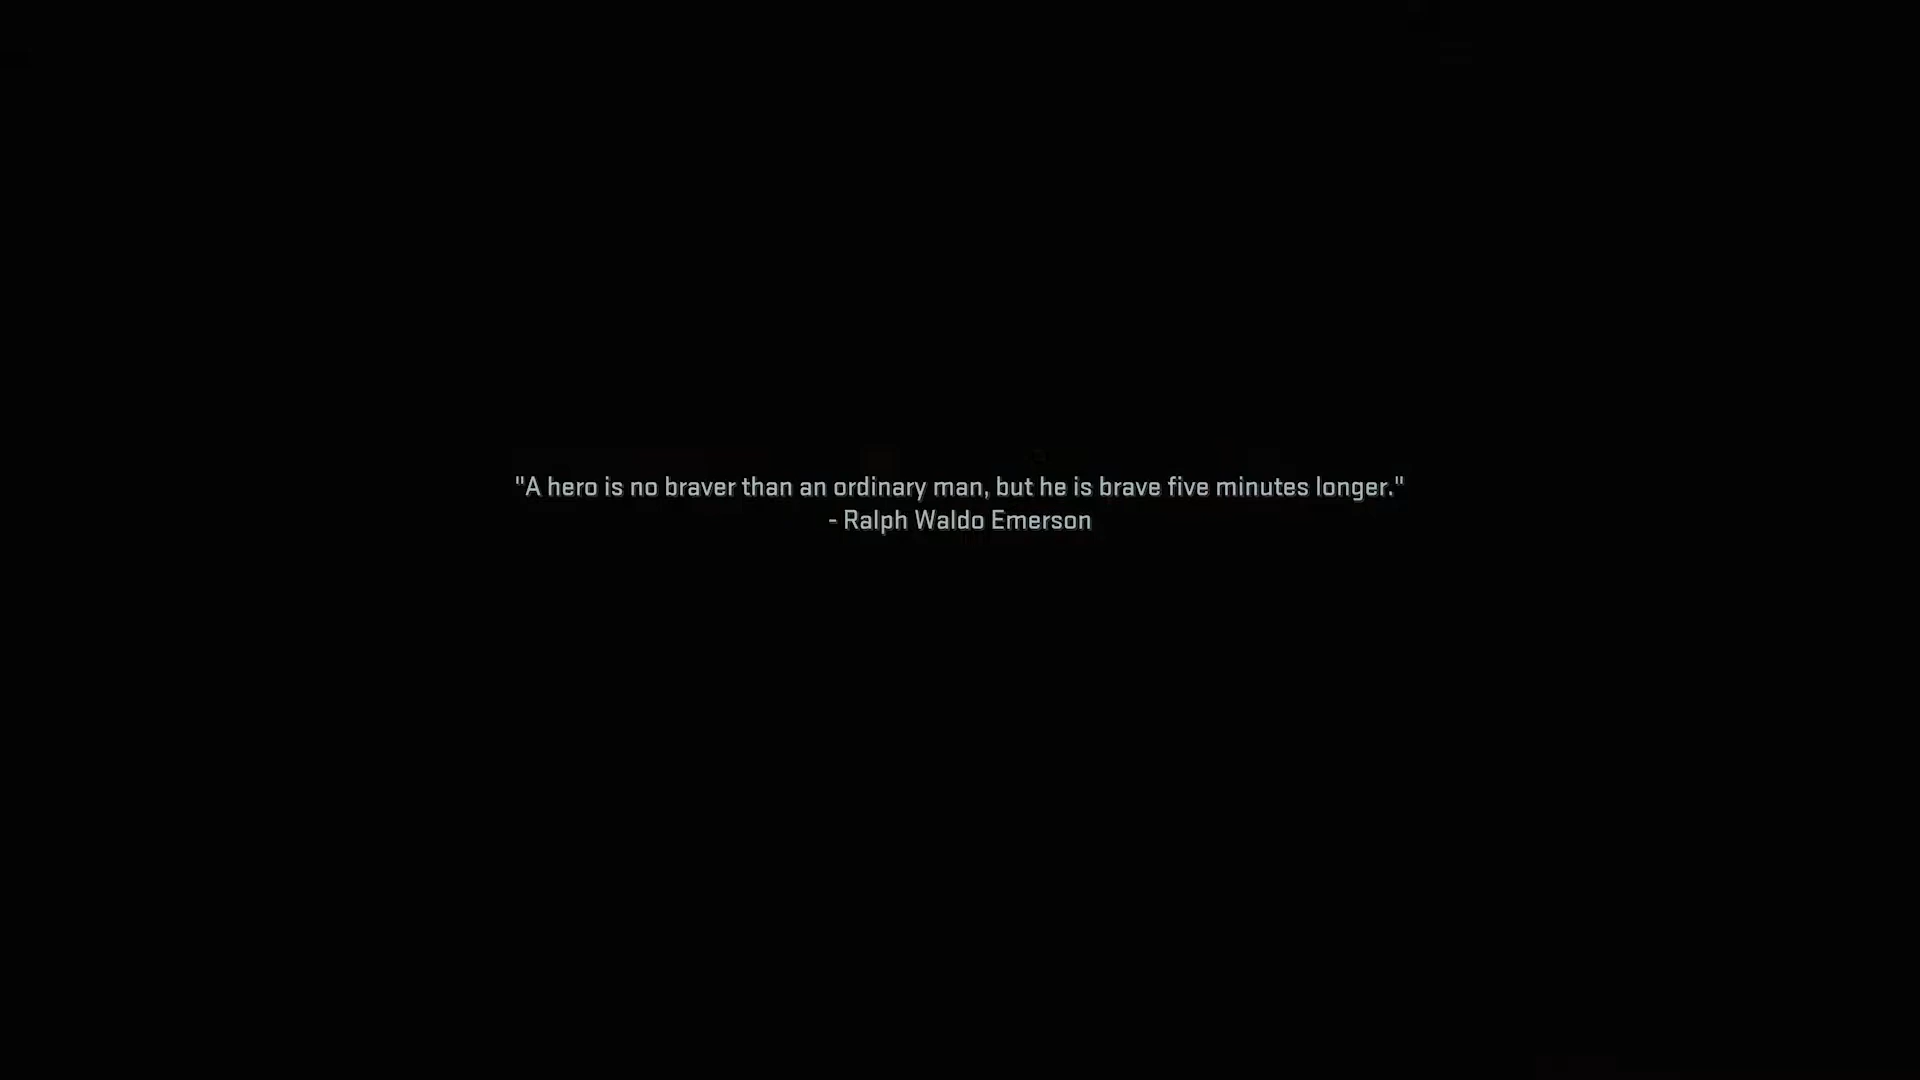 "A hero is no braver than an ordinary man, but he is brave five minutes longer."
- Ralph Waldo Emerson